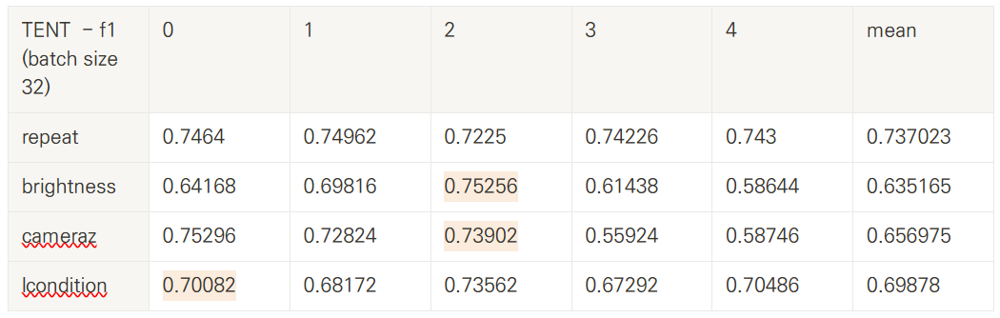 TENT - f1 0 1 2 3 4 mean
(batch size
32)
repeat 0.7464 0.74962 0.7225 0.74226 0.743 0.737023
brightness 0.64168 0.69816 0.75256 0.61438 0.58644 0.635165
cameraz 0.75296 0.72824 0.73902 0.55924 0.58746 0.656975
lcondition 0.70082 0.68172 0.73562 0.67292 0.70486 0.69878